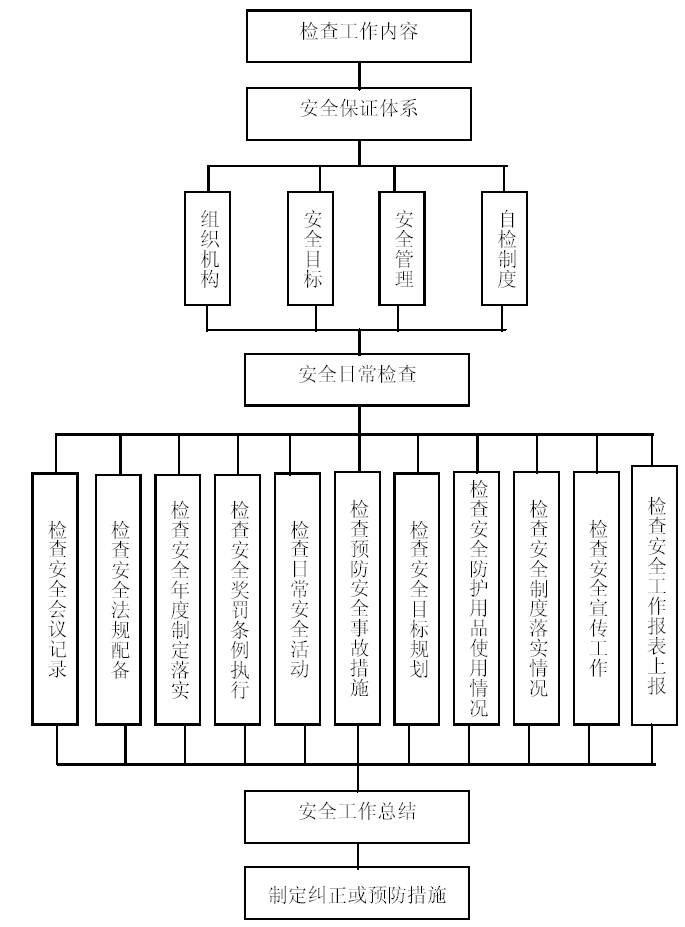 检查工作内容
安全保证体系
组织机构
安全目标
安全管理
自检制度
安全日常检查
检查安全会议记录
检查安全法规配备
检查安全年度制定落实
检查安全奖罚条例执行
检查日常安全活动
检查预防安全事故措施
检查安全目标规划
检查安全防护用品使用情况
检查安全制度落实情况
检查安全宣传工作
检查安全工作报表上报
安全工作总结
制定纠正或预防措施